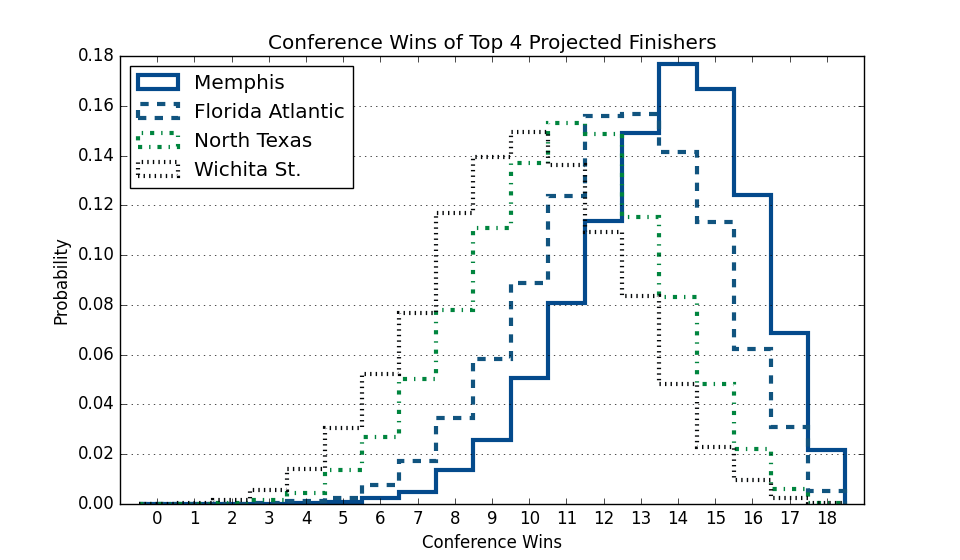 Conference Wins of Top 4 Projected Finishers
0.18
0.16
0.14
0.12
0.10
0.08
0.06
0.04
0.02
0.00
Probability
Memphis
Florida Atlantic
North Texas
Wichita St.
0 1 2 3 4 5 6 7 8 9 10 11 12 13 14 15 16 17 18
Conference Wins